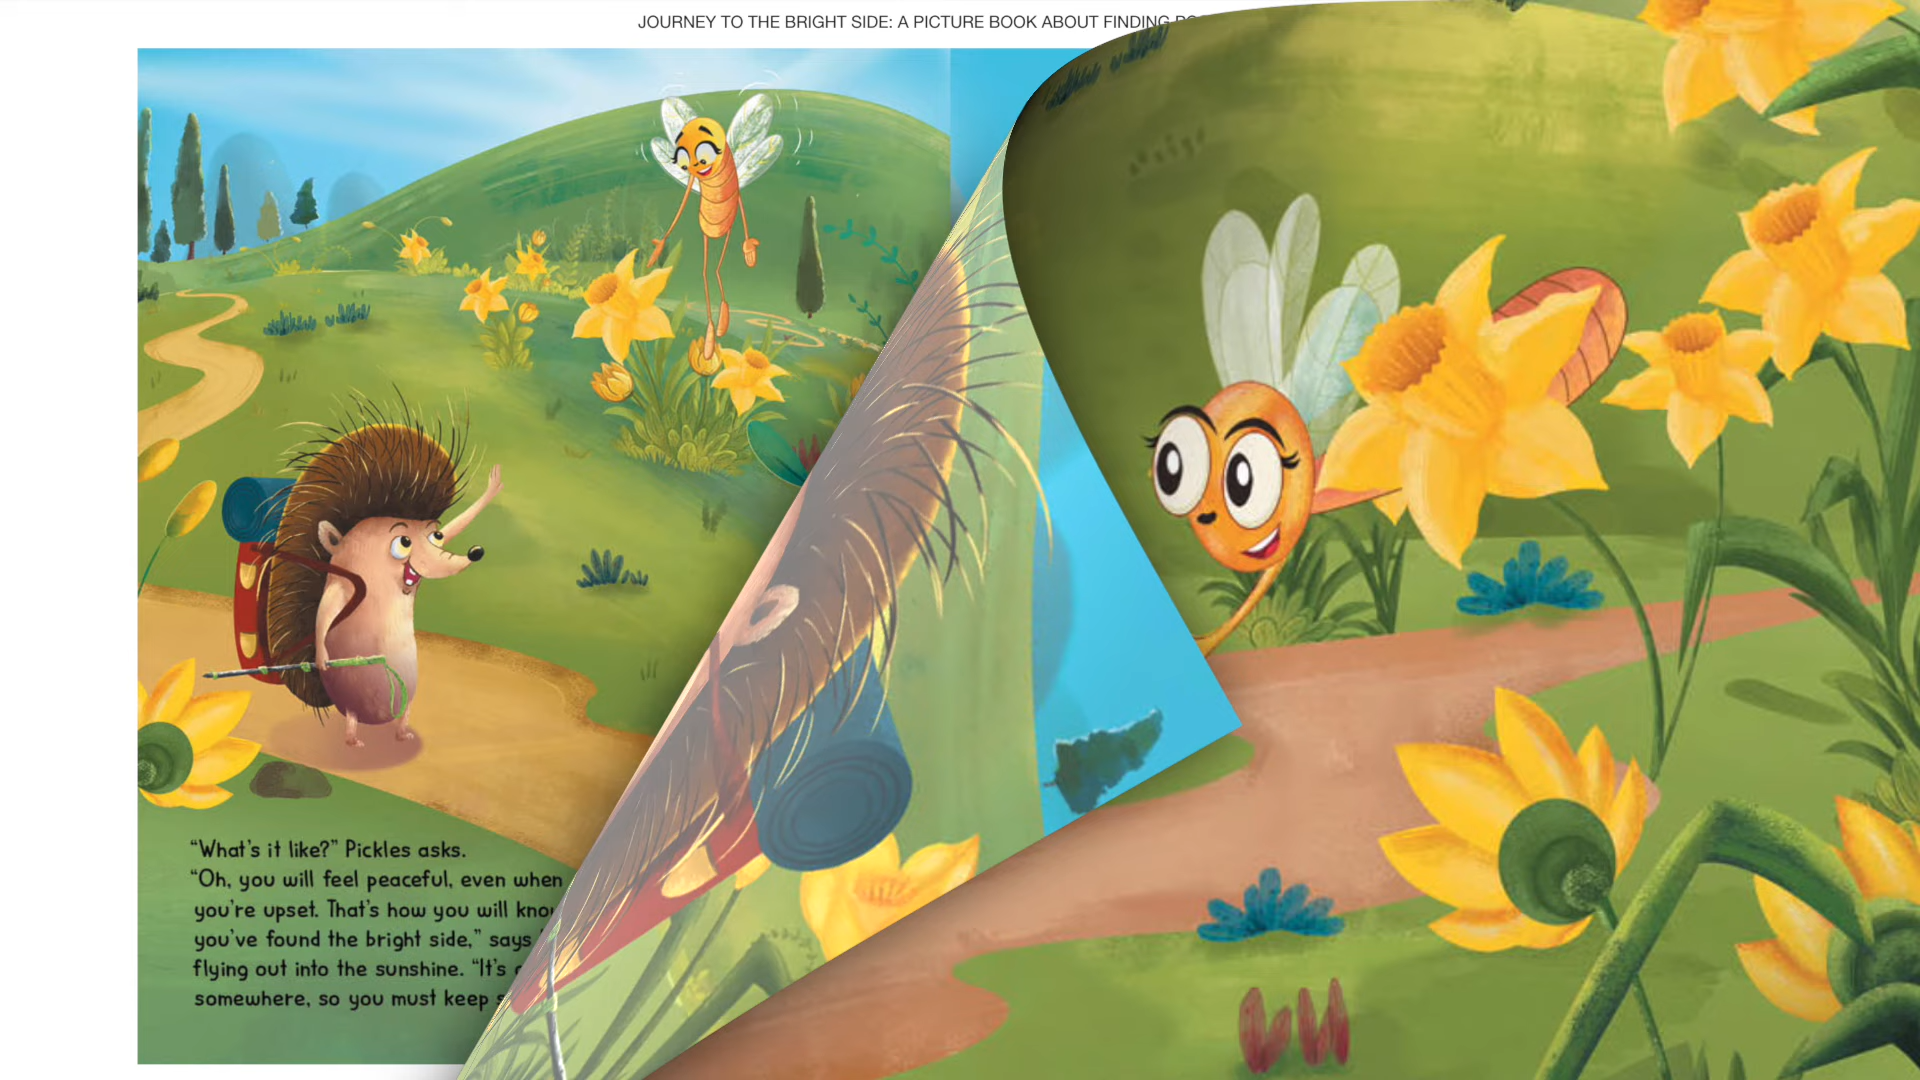 JOURNEY TO THE BRIGHT SIDE: A PICTURE BOOK ABOUT FINDING
“What's it like?” Pickles asks.
“Oh, you will feel peaceful, even when
you're upset. That's how you will
you've found the bright side,” says
flying out into the sunshine. “It's
somewhere, so you must keep